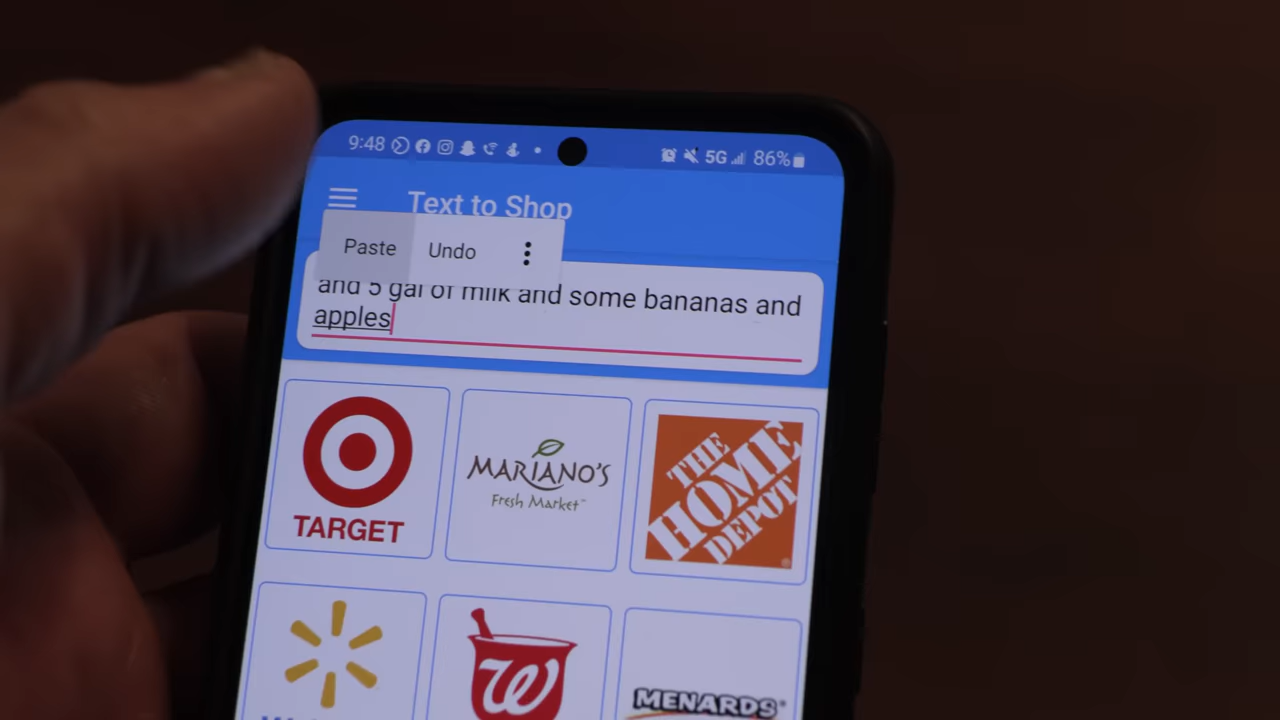 9:48 5G 86%
Text to Shop
Paste Undo
and 5 gal of milk and some bananas and
apples
TARGET
MARIANO'S
Fresh Market
THE
HOME
DEPOT
W
MENARDS